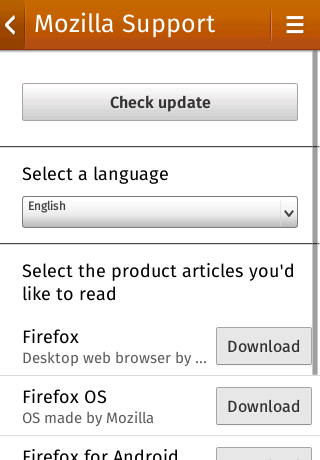 Mozilla Support
Check update
Select a language
English
Select the product articles you'd
like to read
Firefox
Desktop web browser by ...
Download
Firefox OS
OS made by Mozilla
Download
Firefox for Android